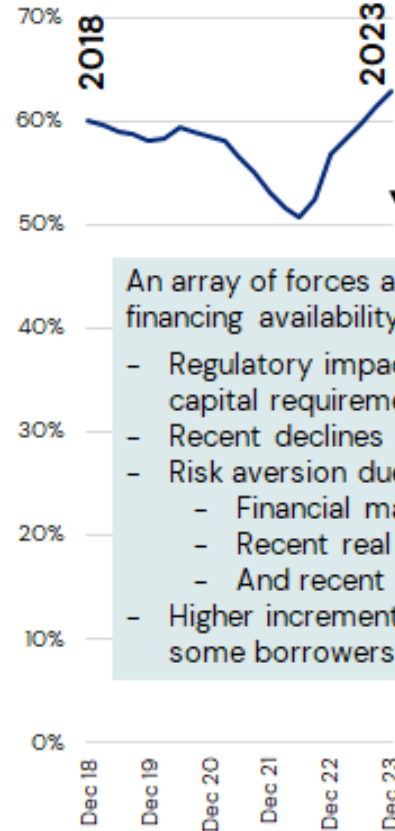 70%
2018
2023
60%
50%
An array of forces a
financing availability
40%
- Regulatory impac
capital requireme
30%
- Recent declines
- Risk aversion due
- Financial ma
20%
- Recent real
- And recent
- Higher increment
10%
some borrowers
0%
Dec 18
Dec 19
Dec 20
Dec 21
Dec 22
Dec 23